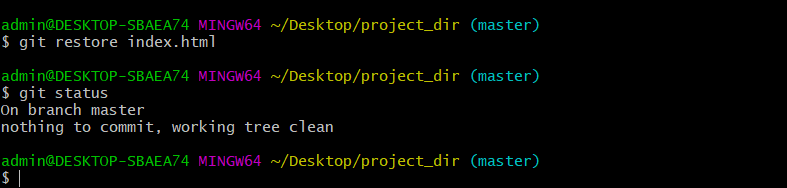 admin@DESKTOP-SBAEA74 MINGW64 ~/Desktop/project_dir (master)
$ git restore index.html
admin@DESKTOP-SBAEA74 MINGW64 ~/Desktop/project_dir (master)
$ git status
On branch master
nothing to commit, working tree clean
admin@DESKTOP-SBAEA74 MINGW64 ~/Desktop/project_dir (master)
$